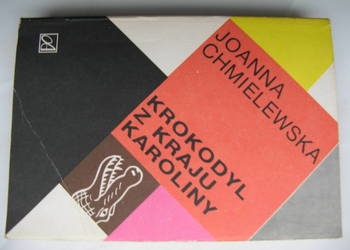 JOANNA
CHMIELEWSKA
KROKODYL
Z KRAJU
KAROLINY